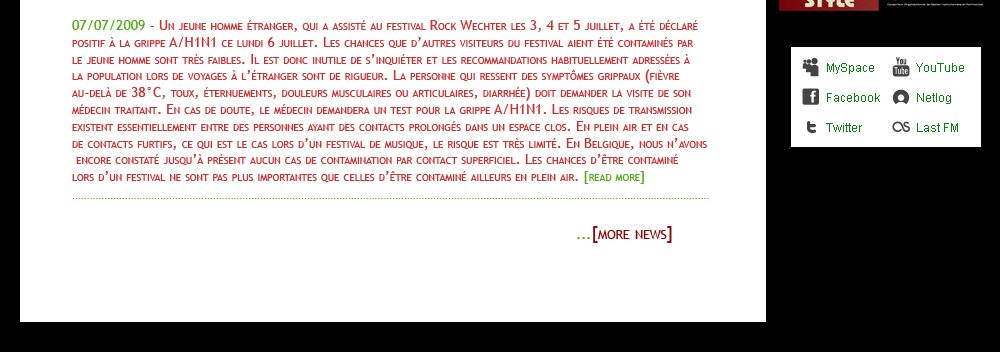 07/07/2009 - Un jeune homme étranger, qui a assisté au festival Rock Wechter les 3, 4 et 5 juillet, a été déclaré
positif à la grippe A/H1N1 ce lundi 6 juillet. Les chances que d'autres visiteurs du festival aient été contaminés par
le jeune homme sont très faibles. Il est donc inutile de s'inquiéter et les recommandations habituellement adressées à
la population lors de voyages à l'étranger sont de rigueur. La personne qui ressent des symptômes grippaux (fièvre
au-delà de 38°C, toux, éternuements, douleurs musculaires ou articulaires, diarrhée) doit demander la visite de son
médecin traitant. En cas de doute, le médecin demandera un test pour la grippe A/H1N1. Les risques de transmission
existent essentiellement entre des personnes ayant des contacts prolongés dans un espace clos. En plein air et en cas
de contacts furtifs, ce qui est le cas lors d'un festival de musique, le risque est très limité. En Belgique, nous n'avons
encore constaté jusqu'à présent aucun cas de contamination par contact superficiel. Les chances d'être contaminé
lors d'un festival ne sont pas plus importantes que celles d'être contaminé ailleurs en plein air. [read more]
...[more news]
STYLE
MySpace
YouTube
Facebook
Netlog
Twitter
Last FM